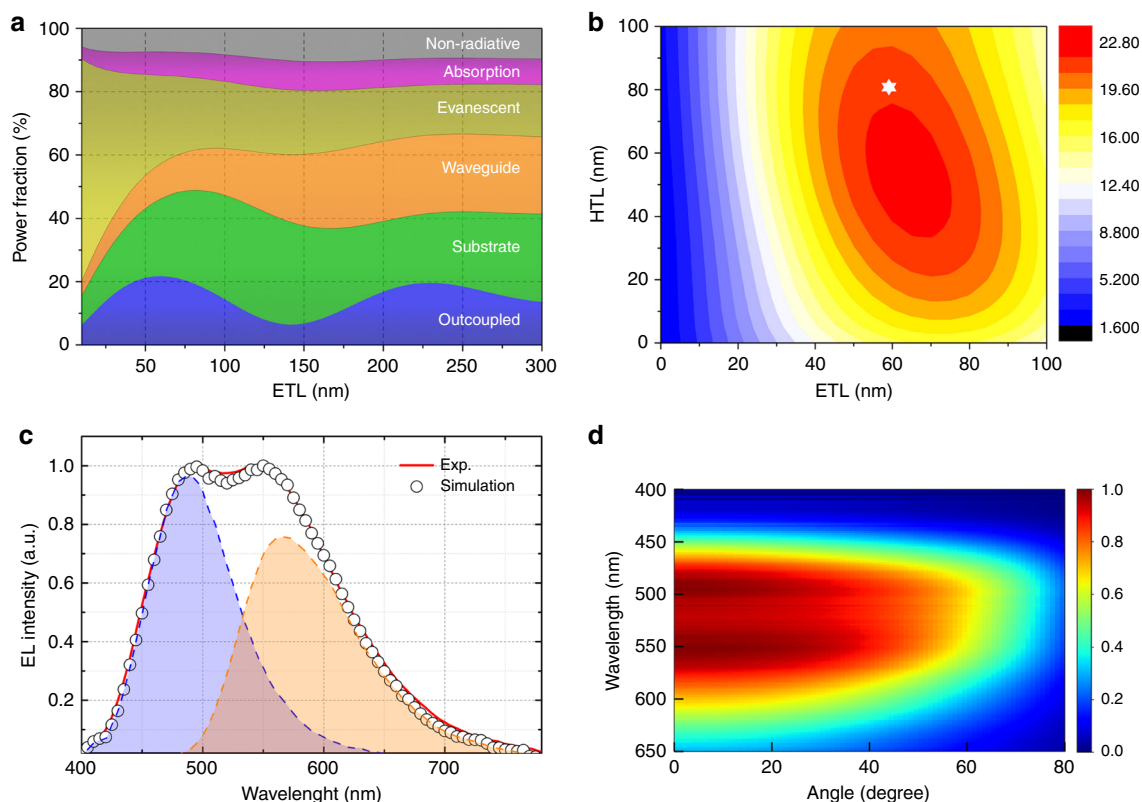 a
100
80
60
40
20
0
Power fraction (%)
Non-radiative
Absorption
Evanescent
Waveguide
Substrate
Outcoupled
50
100
150
200
250
300
ETL (nm)
b
100
80
60
40
20
0
HTL (nm)
0
20
40
60
80
100
ETL (nm)
22.80
19.60
16.00
12.40
8.800
5.200
1.600
c
1.0
0.8
0.6
0.4
0.2
EL intensity (a.u.)
Exp.
Simulation
400
500
600
700
Wavelenght (nm)
d
400
450
500
550
600
650
Wavelength (nm)
0
20
40
60
80
Angle (degree)
1.0
0.8
0.6
0.4
0.2
0.0